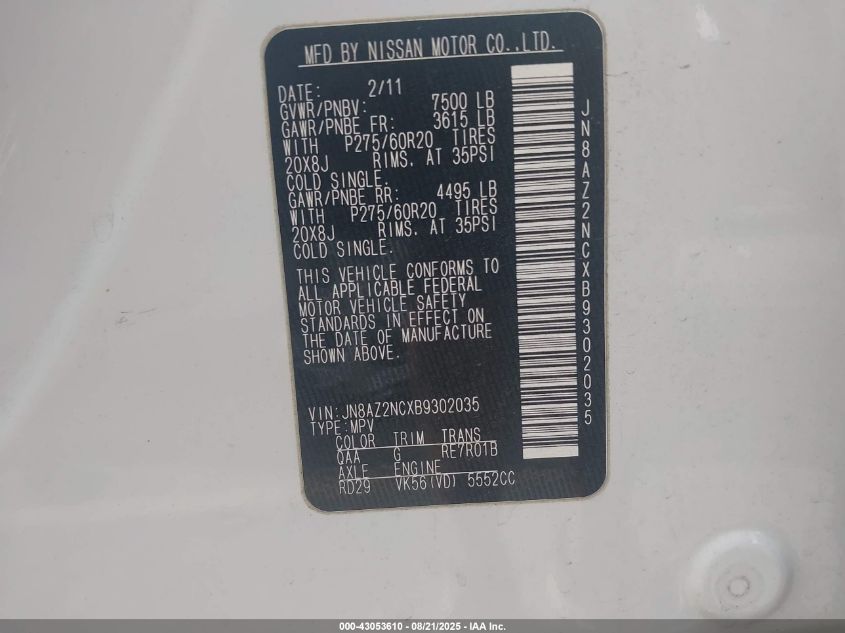 MFD BY NISSAN MOTOR CO.,LTD.
DATE: 2/11
GVWR/PNBV: 7500 LB
GAWR/PNBE FR: 3615 LB
WITH P275/60R20 TIRES
20X8J RIMS. AT 35PSI
COLD SINGLE.
GAWR/PNBE RR: 4495 LB
WITH P275/60R20 TIRES
20X8J RIMS. AT 35PSI
COLD SINGLE.
THIS VEHICLE CONFORMS TO
ALL APPLICABLE FEDERAL
MOTOR VEHICLE SAFETY
STANDARDS IN EFFECT ON
THE DATE OF MANUFACTURE
SHOWN ABOVE.
VIN:JN8AZ2NCXB9302035
TYPE:MPV
COLOR TRIM TRANS
QAA G RE7R01B
AXLE ENGINE
RD29 VK56(VD) 5552CC
JN8AZ2NCXB9302035
000-43053610 - 08/21/2025 - IAA Inc.